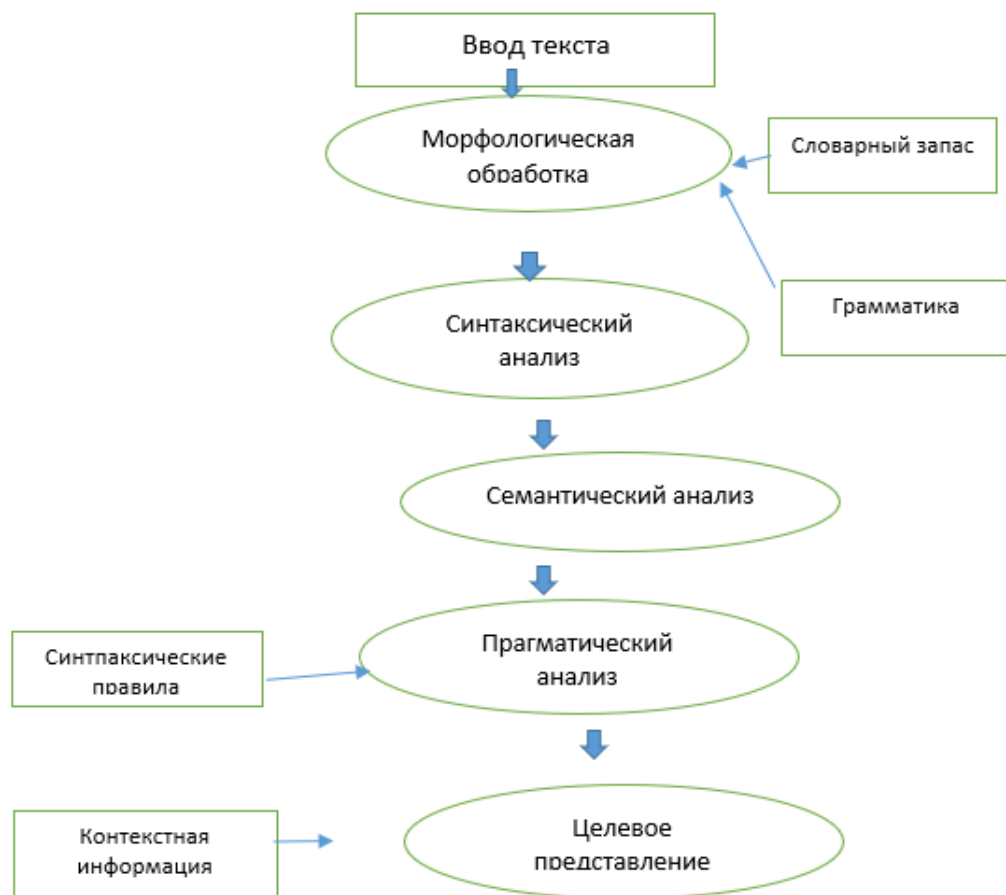 Ввод текста
Морфологическая
обработка
Словарный запас
Грамматика
Синтаксический
анализ
Семантический анализ
Прагматический
анализ
Синтпаксические
правила
Целевое
представление
Контекстная
информация